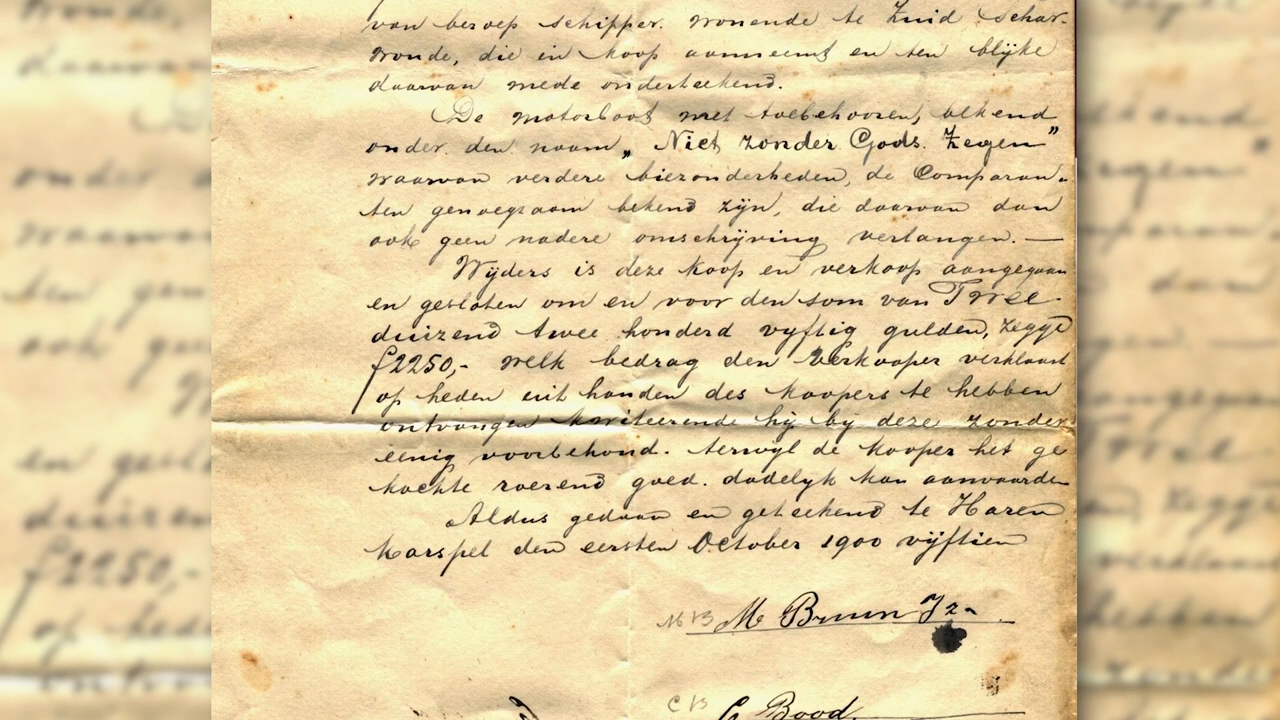 van beroep schipper. wonende te Zuid Schar-
woude, die in koop aanneemt en ten blijke
daarvan mede onderteekend.
De motorboot met toebehooren, bekend
onder den naam „ Niet zonder Gods. Zegen”
waarvan verdere biezonderheden, de Comparan-
ten genoegzaam bekend zijn, die daarvan dan
ook geen nadere omschrijving verlangen. —
Wijders is deze koop en verkoop aangegaan
en gesloten om en voor den som van Twee
duizend twee honderd vyftig gulden, zegge
f2250,- welk bedrag den Verkooper verklaart
op heden uit handen des koopers te hebben
ontvangen kwiteerende hij bij deze zonder
eenig voorbehoud. terwyl de kooper het ge
kochte roerend goed. dadelyk kan aanvaarden
Aldus gedaan en geteekend te Haren
karspel den eersten October 1900 vijftien
M Bruin Jz
C B
C Bood.